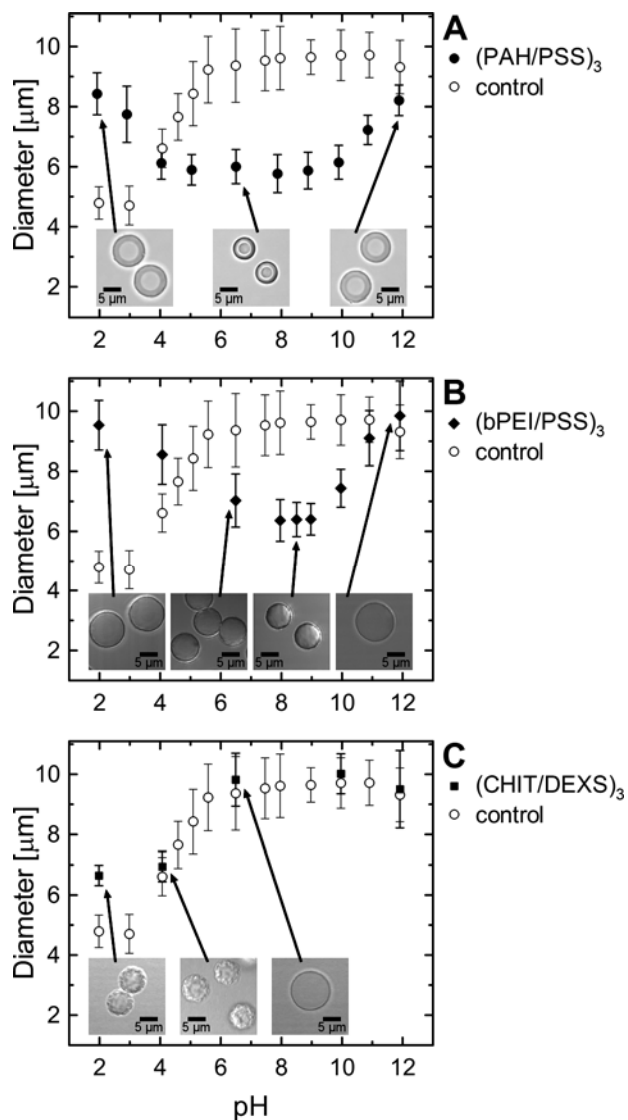 A
(PAH/PSS)3
control
Diameter [µm]
10
8
6
4
2
5 µm
5 µm
5 µm
2 4 6 8 10 12
B
(bPEI/PSS)3
control
Diameter [µm]
10
8
6
4
2
5 µm
5 µm
5 µm
5 µm
2 4 6 8 10 12
C
(CHIT/DEXS)3
control
Diameter [µm]
10
8
6
4
2
5 µm
5 µm
5 µm
2 4 6 8 10 12
pH